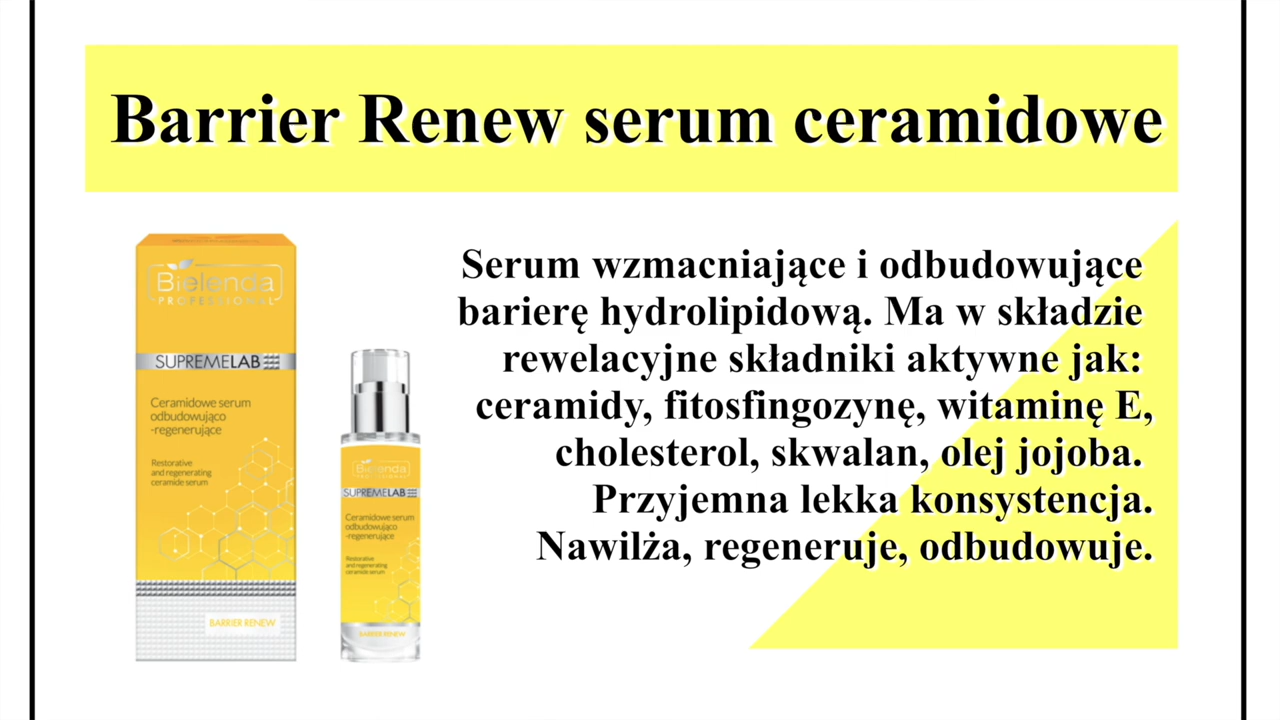 Barrier Renew serum ceramidowe
Serum wzmacniające i odbudowujące
barierę hydrolipidową. Ma w składzie
rewelacyjne składniki aktywne jak:
ceramidy, fitosfingozynę, witaminę E,
cholesterol, skwalan, olej jojoba.
Przyjemna lekka konsystencja.
Nawilża, regeneruje, odbudowuje.
Bielenda
PROFESSIONAL
SUPREMELAB
Ceramidowe serum
odbudowująco
-regenerujące
Restorative
and regenerating
ceramide serum
BARRIER RENEW
Bielenda
PROFESSIONAL
SUPREMELAB
Ceramidowe serum
odbudowująco
-regenerujące
Restorative
and regenerating
ceramide serum
BARRIER RENEW